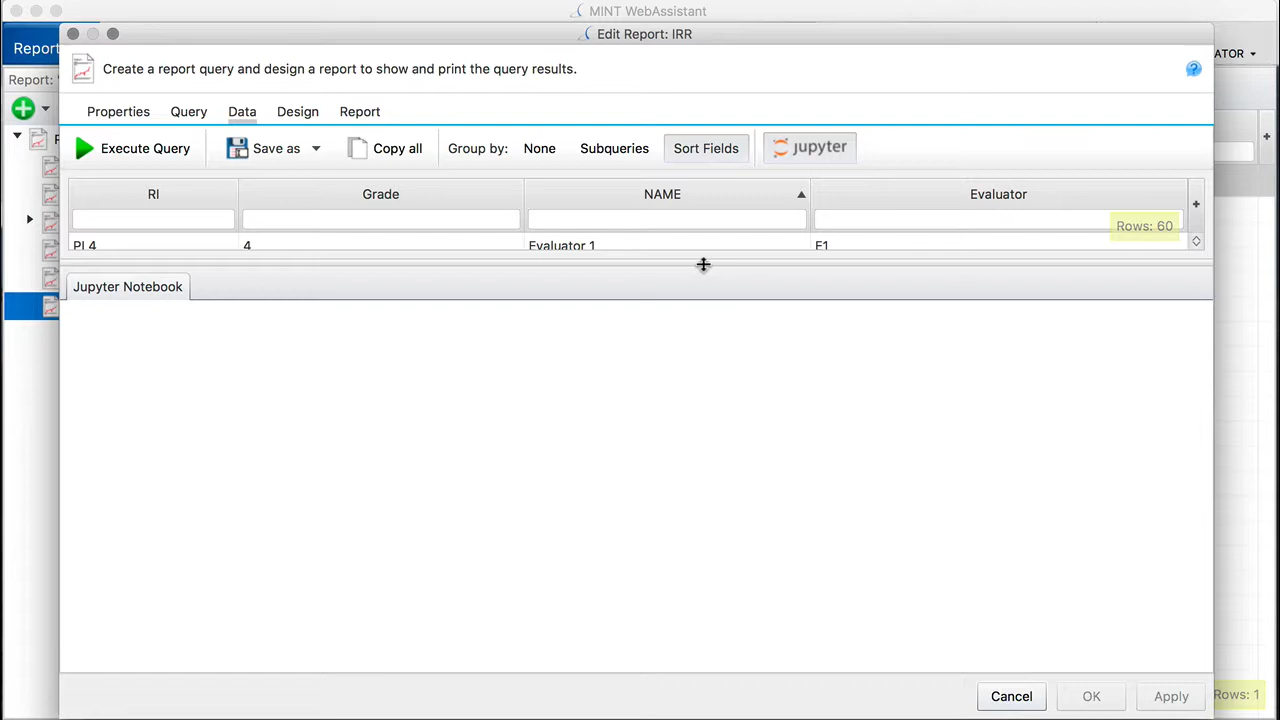 MINT WebAssistant
Report
ATOR
Report: "
Edit Report: IRR
Create a report query and design a report to show and print the query results.
Properties Query Data Design Report
Execute Query Save as Copy all Group by: None Subqueries Sort Fields jupyter
RI Grade NAME Evaluator
Rows: 60
PI 4 4 Evaluator 1 E1
Jupyter Notebook
Cancel OK Apply
Rows: 1